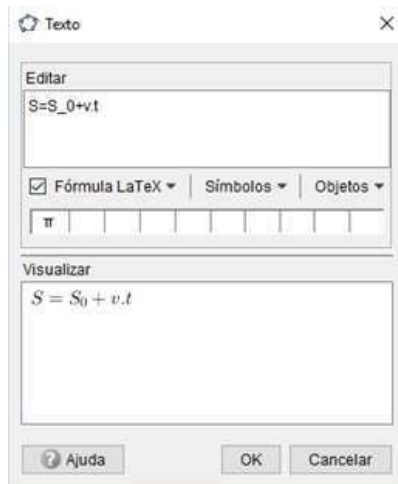 Texto
Editar
S=S_0+v.t
Fórmula LaTeX Símbolos Objetos
π
Visualizar
S = S₀ + v.t
Ajuda OK Cancelar